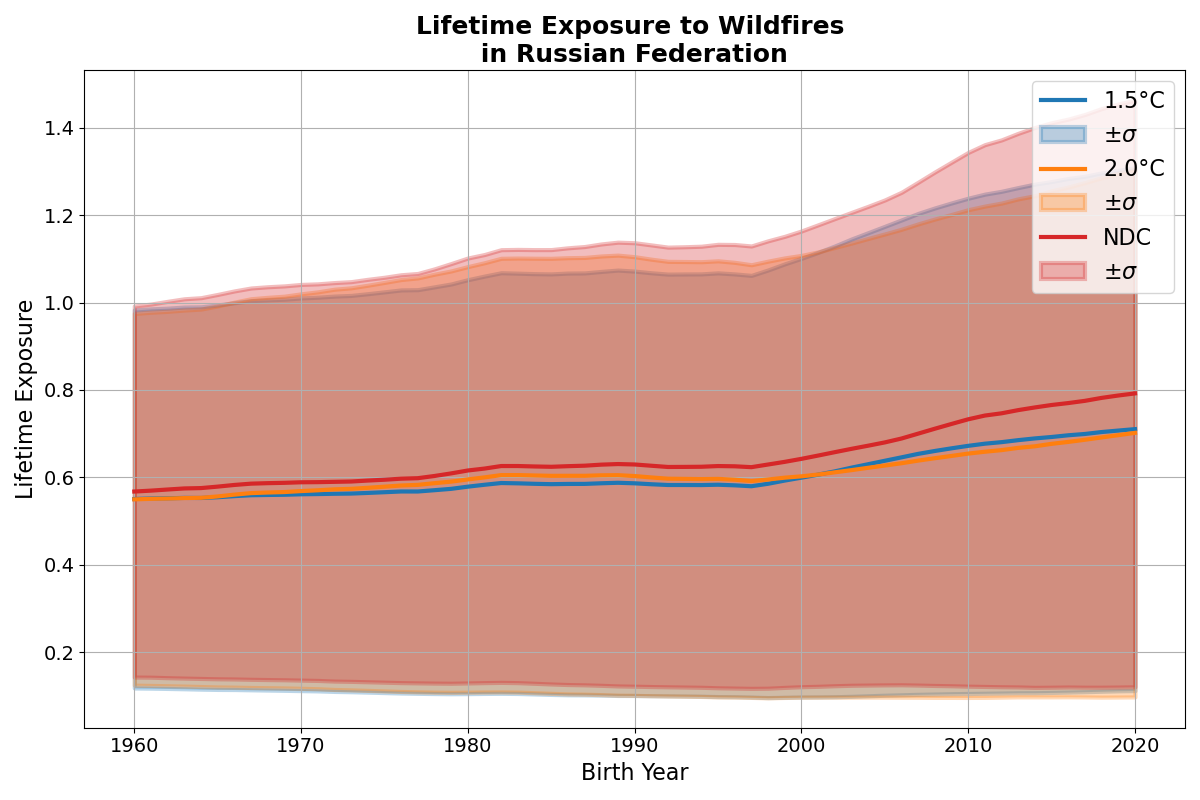 Lifetime Exposure to Wildfires
in Russian Federation
Lifetime Exposure
1.4
1.2
1.0
0.8
0.6
0.4
0.2
1.5°C
±σ
2.0°C
±σ
NDC
±σ
1960
1970
1980
1990
2000
2010
2020
Birth Year